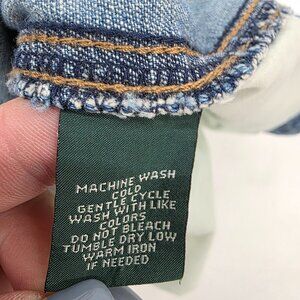 MACHINE WASH
COLD
GENTLE CYCLE
WASH WITH LIKE
COLORS
DO NOT BLEACH
TUMBLE DRY LOW
WARM IRON
IF NEEDED